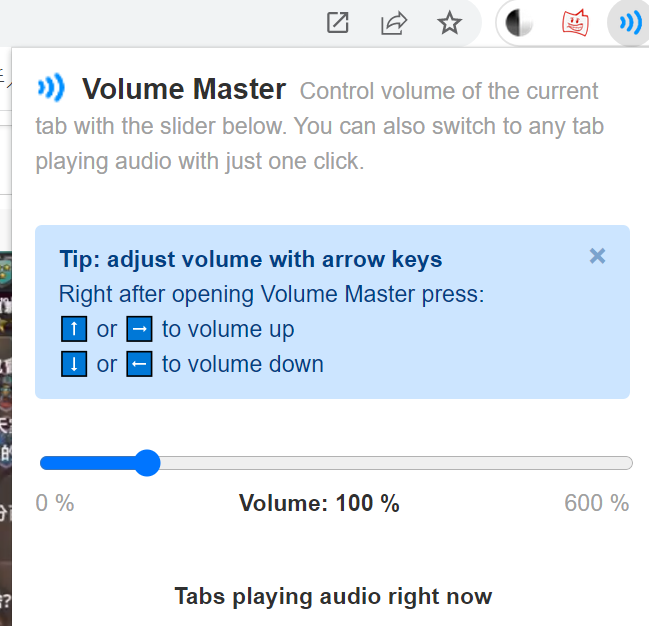 Volume Master Control volume of the current
tab with the slider below. You can also switch to any tab
playing audio with just one click.
Tip: adjust volume with arrow keys
×
Right after opening Volume Master press:
↑ or → to volume up
↓ or ← to volume down
0 % Volume: 100 % 600 %
Tabs playing audio right now